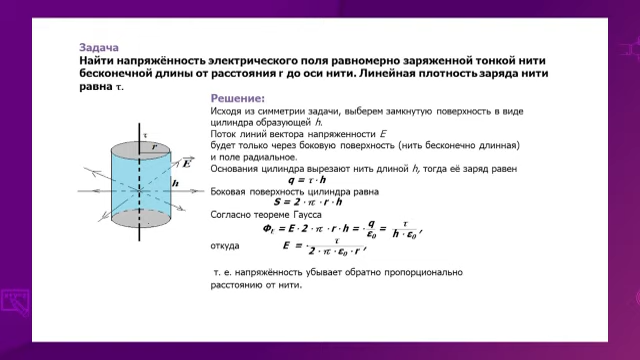 Задача
Найти напряжённость электрического поля равномерно заряженной тонкой нити
бесконечной длины от расстояния r до оси нити. Линейная плотность заряда нити
равна τ.
Решение:
Исходя из симметрии задачи, выберем замкнутую поверхность в виде
цилиндра образующей h.
Поток линий вектора напряженности E
будет только через боковую поверхность (нить бесконечно длинная)
и поле радиальное.
Основания цилиндра вырезают нить длиной h, тогда её заряд равен
q = τ · h
Боковая поверхность цилиндра равна
S = 2 · π · r · h
Согласно теореме Гаусса
Φ_E = E · 2 · π · r · h = · q / ε₀ = τ / h · ε₀ ,
откуда E = · τ / 2 · π · ε₀ · r ,
т. е. напряжённость убывает обратно пропорционально
расстоянию от нити.
τ
r
E
h